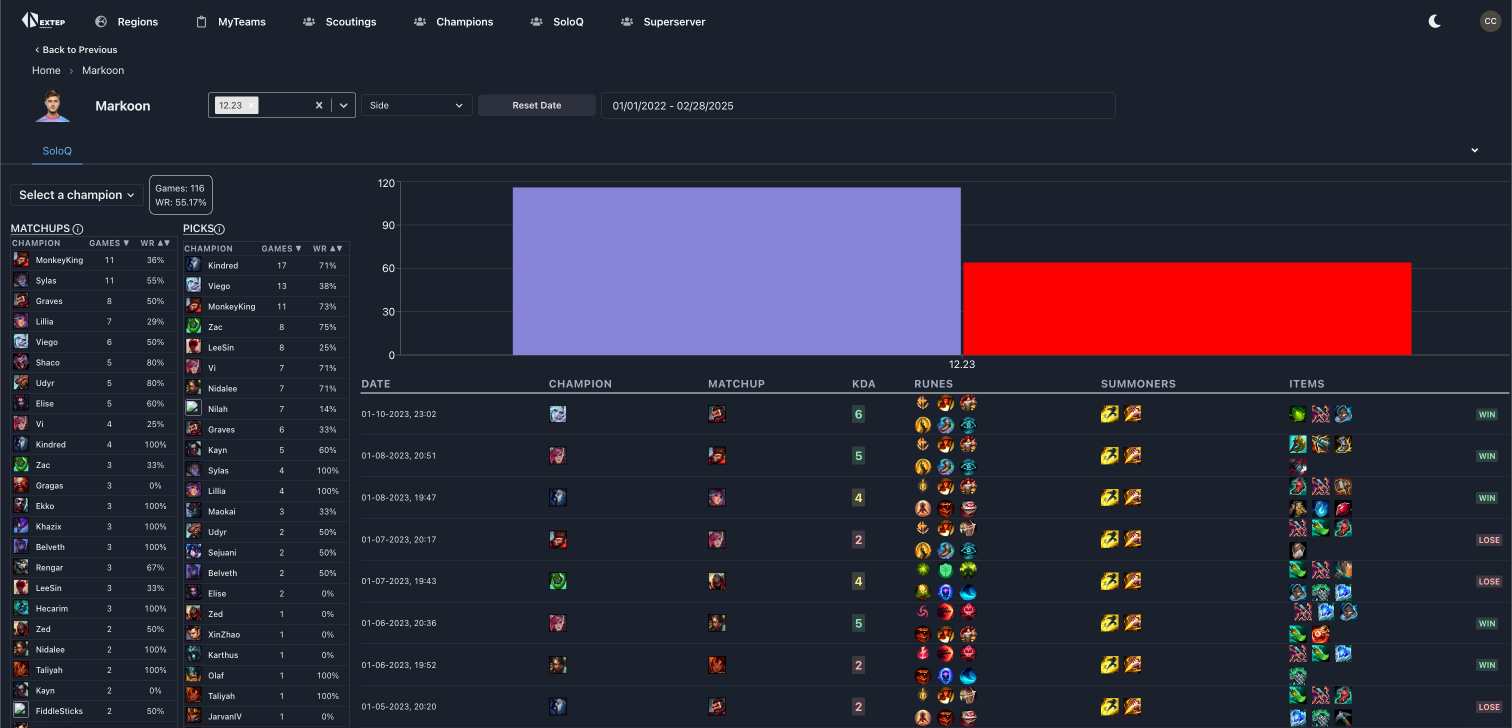 NEXTEP
Regions
MyTeams
Scoutings
Champions
SoloQ
Superserver
CC
Back to Previous
Home > Markoon
Markoon
12.23 ×
Side
Reset Date
01/01/2022 - 02/28/2025
SoloQ
Select a champion
Games: 116
WR: 55.17%
MATCHUPS
CHAMPION GAMES ▼ WR ▲▼
MonkeyKing 11 36%
Sylas 11 55%
Graves 8 50%
Lillia 7 29%
Viego 6 50%
Shaco 5 80%
Udyr 5 80%
Elise 5 60%
Vi 4 25%
Kindred 4 100%
Zac 3 33%
Gragas 3 0%
Ekko 3 100%
Khazix 3 100%
Belveth 3 100%
Rengar 3 67%
LeeSin 3 33%
Hecarim 3 100%
Zed 2 50%
Nidalee 2 100%
Taliyah 2 100%
Kayn 2 0%
FiddleSticks 2 50%
PICKS
CHAMPION GAMES ▼ WR ▲▼
Kindred 17 71%
Viego 13 38%
MonkeyKing 11 73%
Zac 8 75%
LeeSin 8 25%
Vi 7 71%
Nidalee 7 71%
Nilah 7 14%
Graves 6 33%
Kayn 5 60%
Sylas 4 100%
Lillia 4 100%
Maokai 3 33%
Udyr 2 50%
Sejuani 2 50%
Belveth 2 50%
Elise 2 0%
Zed 1 0%
XinZhao 1 0%
Karthus 1 0%
Olaf 1 100%
Taliyah 1 100%
JarvanIV 1 0%
120
90
60
30
0
12.23
DATE CHAMPION MATCHUP KDA RUNES SUMMONERS ITEMS
01-10-2023, 23:02 6 WIN
01-08-2023, 20:51 5 WIN
01-08-2023, 19:47 4 WIN
01-07-2023, 20:17 2 LOSE
01-07-2023, 19:43 4 LOSE
01-06-2023, 20:36 5 WIN
01-06-2023, 19:52 2 WIN
01-05-2023, 20:20 2 LOSE